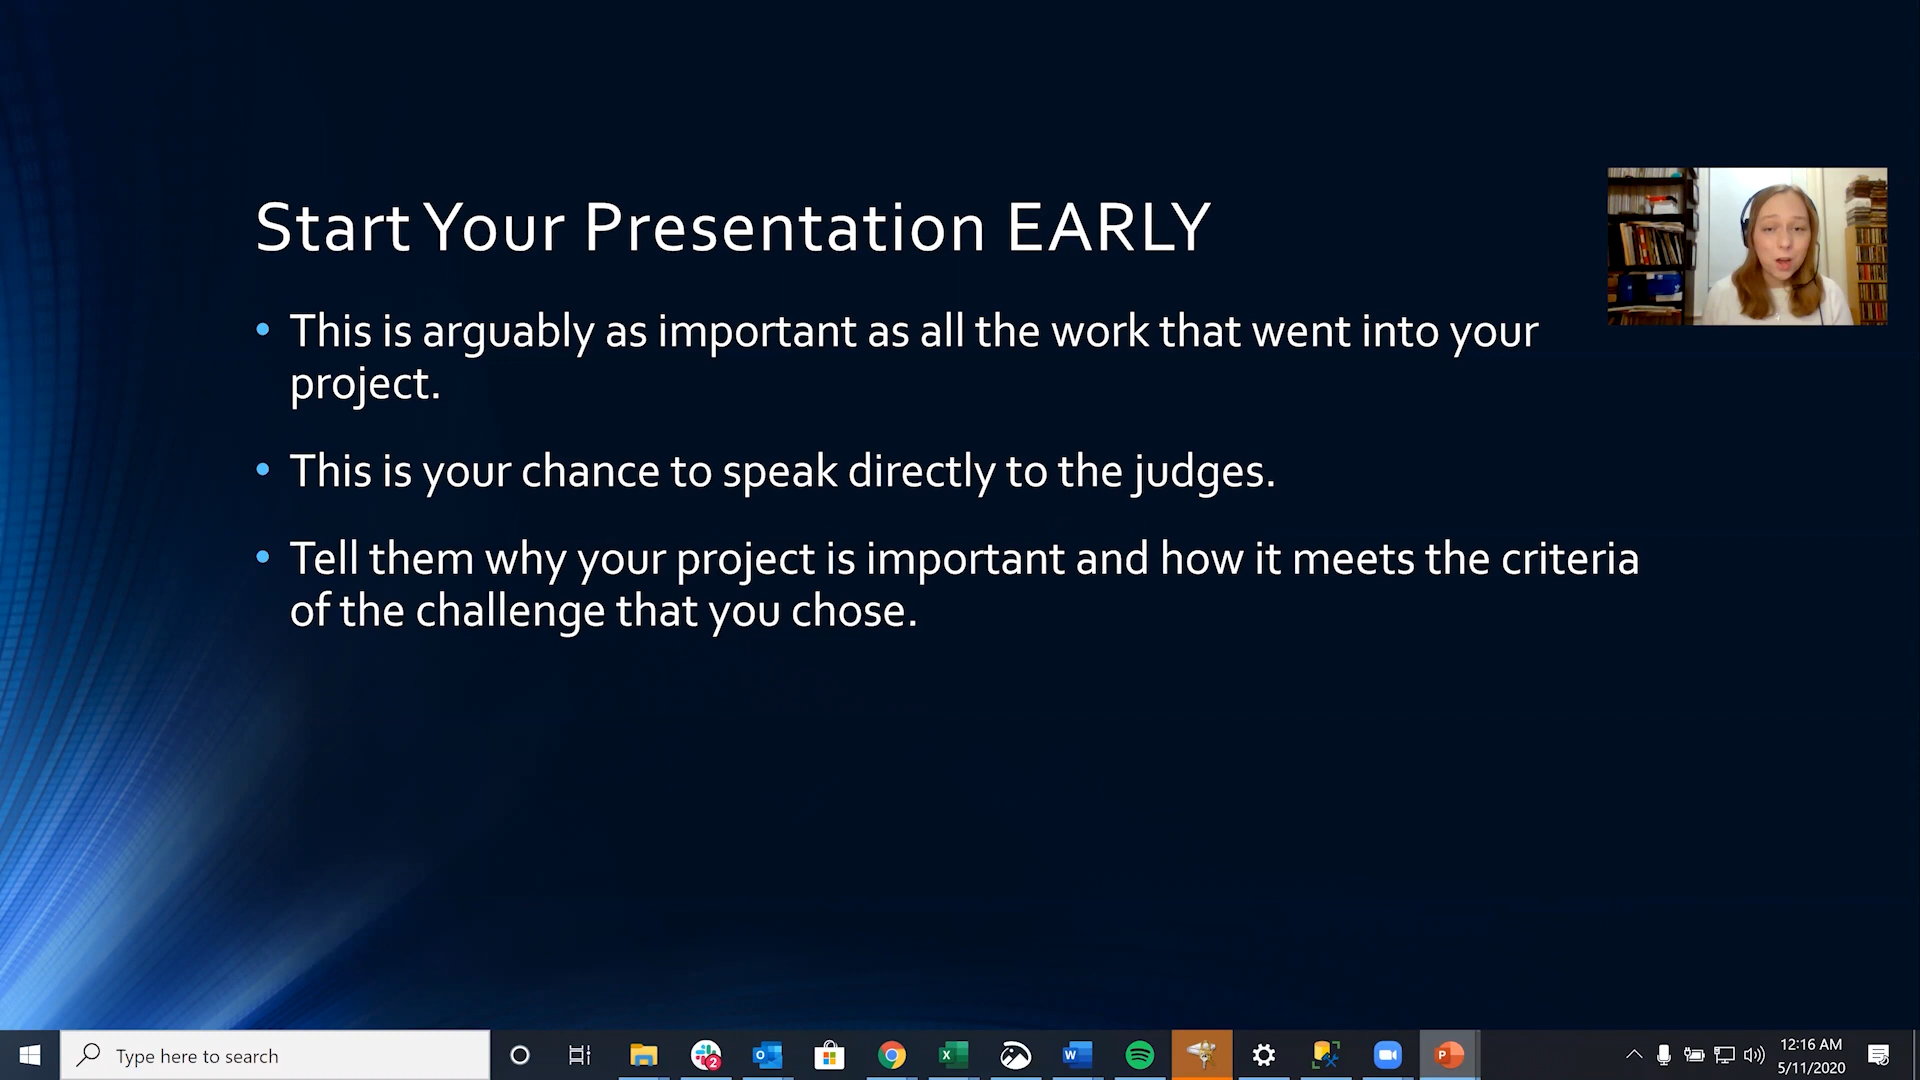 Start Your Presentation EARLY
• This is arguably as important as all the work that went into your
project.
• This is your chance to speak directly to the judges.
• Tell them why your project is important and how it meets the criteria
of the challenge that you chose.
Type here to search
2
12:16 AM
5/11/2020